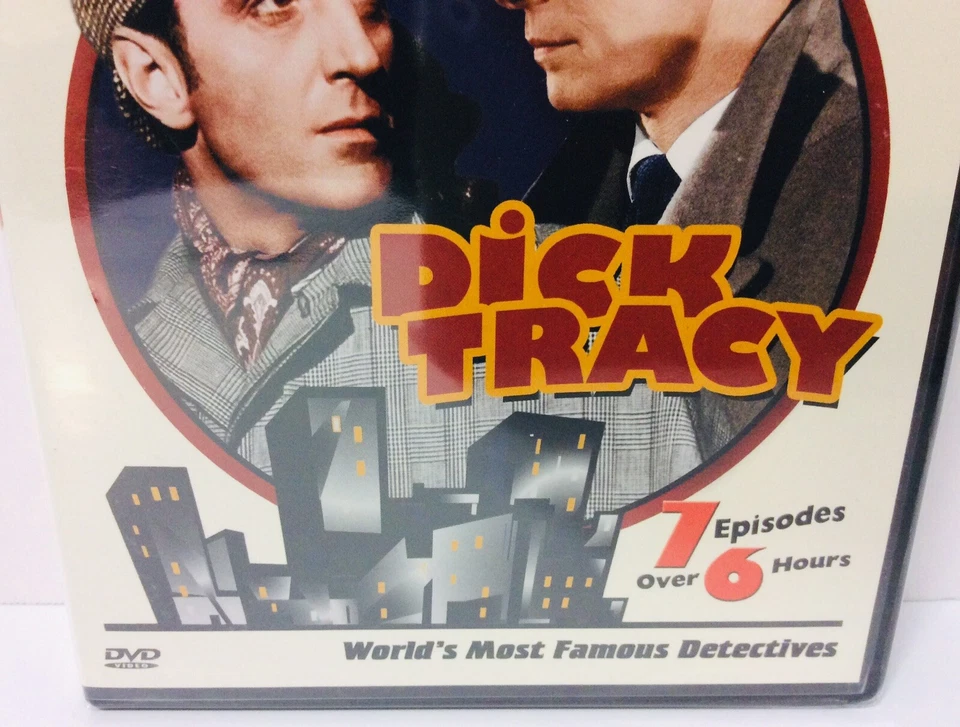 DiCK
TRACY
7 Episodes
Over 6 Hours
World's Most Famous Detectives
DVD
VIDEO